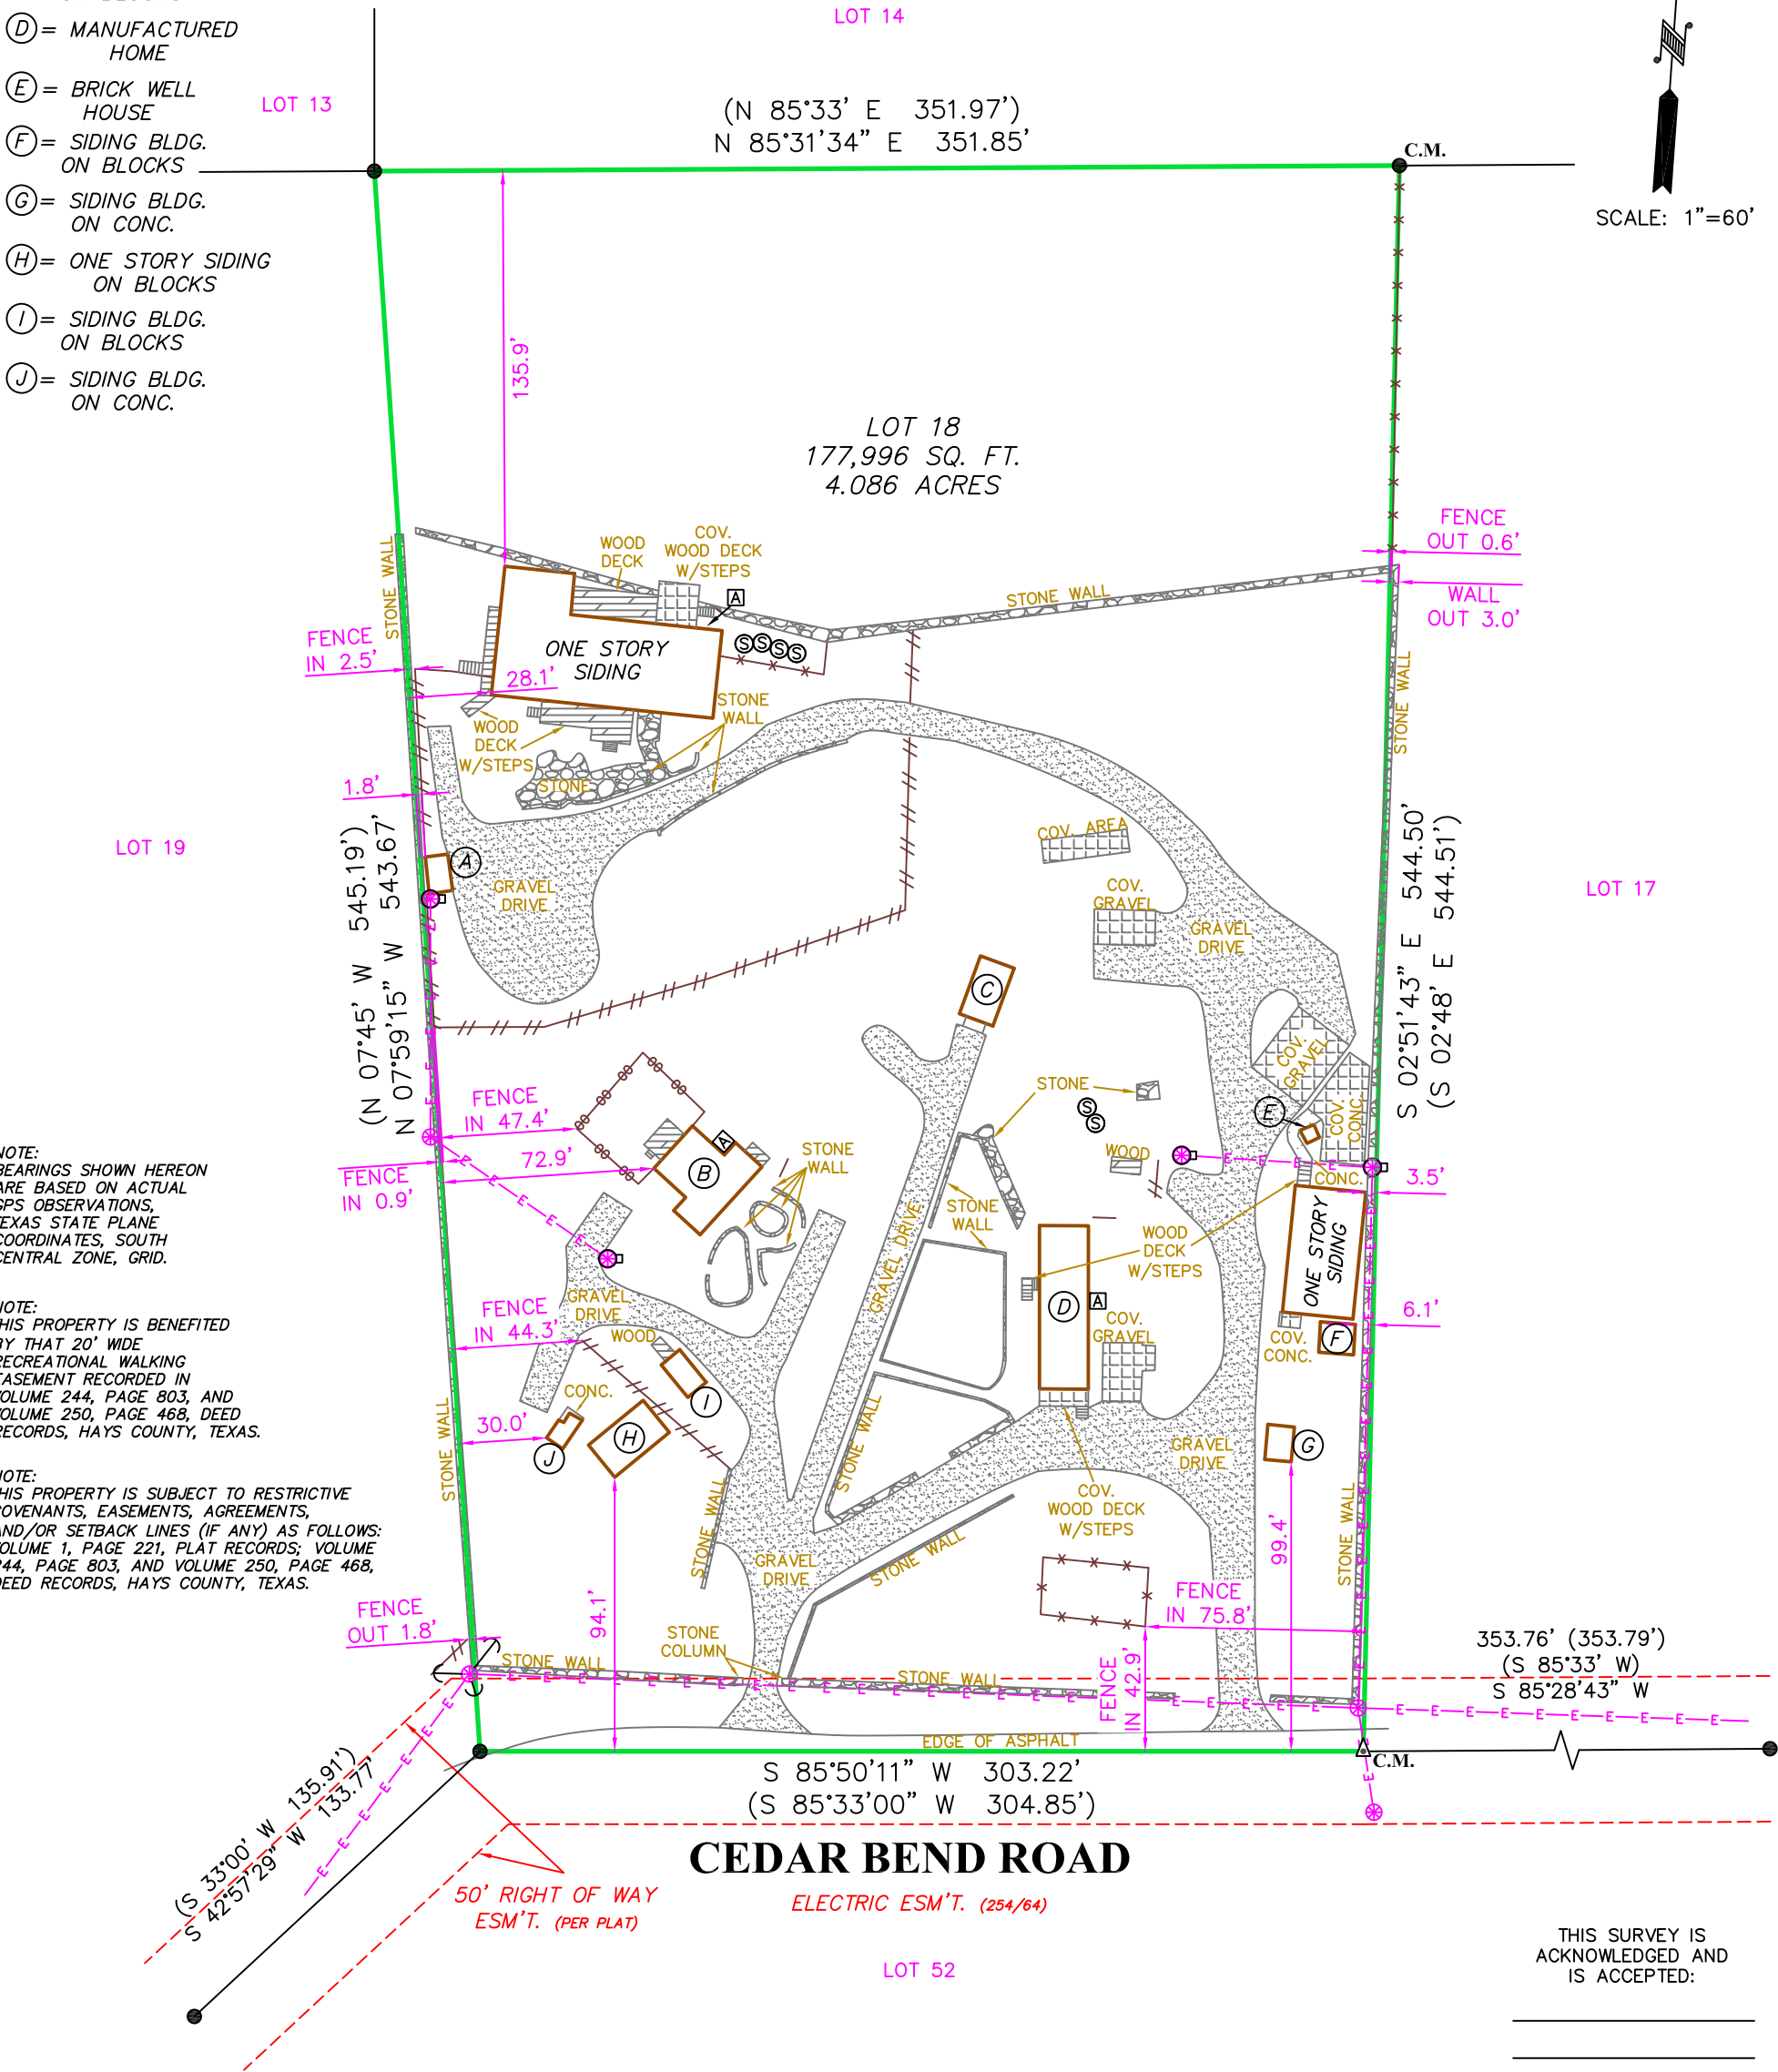 D = MANUFACTURED
HOME
E = BRICK WELL
HOUSE
F = SIDING BLDG.
ON BLOCKS
G = SIDING BLDG.
ON CONC.
H = ONE STORY SIDING
ON BLOCKS
I = SIDING BLDG.
ON BLOCKS
J = SIDING BLDG.
ON CONC.
LOT 14
LOT 13
(N 85°33' E 351.97')
N 85°31'34" E 351.85'
C.M.
SCALE: 1"=60'
135.9'
LOT 18
177,996 SQ. FT.
4.086 ACRES
FENCE
OUT 0.6'
WALL
OUT 3.0'
STONE WALL
WOOD
DECK
COV.
WOOD DECK
W/STEPS
A
STONE WALL
FENCE
IN 2.5'
28.1'
ONE STORY
SIDING
S S S S
STONE
WALL
WOOD
DECK
W/STEPS
STONE
STONE WALL
1.8'
LOT 19
(N 07°45' W 545.19')
N 07°59'15" W 543.67'
A
GRAVEL
DRIVE
COV. AREA
COV.
GRAVEL
GRAVEL
DRIVE
S 02°51'43" E 544.50'
(S 02°48' E 544.51')
LOT 17
C
COV.
GRAVEL
COV.
CONC.
E
STONE
S
S
FENCE
IN 47.4'
72.9'
FENCE
IN 0.9'
A
B
STONE
WALL
WOOD
CONC.
3.5'
STONE
WALL
WOOD
DECK
W/STEPS
ONE STORY
SIDING
GRAVEL DRIVE
D
A
COV.
GRAVEL
COV.
CONC.
F
6.1'
NOTE:
BEARINGS SHOWN HEREON
ARE BASED ON ACTUAL
GPS OBSERVATIONS,
TEXAS STATE PLANE
COORDINATES, SOUTH
CENTRAL ZONE, GRID.
NOTE:
THIS PROPERTY IS BENEFITED
BY THAT 20' WIDE
RECREATIONAL WALKING
EASEMENT RECORDED IN
VOLUME 244, PAGE 803, AND
VOLUME 250, PAGE 468, DEED
RECORDS, HAYS COUNTY, TEXAS.
NOTE:
THIS PROPERTY IS SUBJECT TO RESTRICTIVE
COVENANTS, EASEMENTS, AGREEMENTS,
AND/OR SETBACK LINES (IF ANY) AS FOLLOWS:
VOLUME 1, PAGE 221, PLAT RECORDS; VOLUME
244, PAGE 803, AND VOLUME 250, PAGE 468,
DEED RECORDS, HAYS COUNTY, TEXAS.
FENCE
IN 44.3'
GRAVEL
DRIVE
WOOD
I
CONC.
30.0'
H
J
STONE WALL
STONE WALL
STONE WALL
GRAVEL
DRIVE
G
COV.
WOOD DECK
W/STEPS
99.4'
STONE WALL
94.1'
GRAVEL
DRIVE
STONE WALL
FENCE
IN 75.8'
FENCE
IN 42.9'
FENCE
OUT 1.8'
STONE
COLUMN
STONE WALL
STONE WALL
353.76' (353.79')
(S 85°33' W)
S 85°28'43" W
EDGE OF ASPHALT
C.M.
S 85°50'11" W 303.22'
(S 85°33'00" W 304.85')
(S 33°00' W 135.91')
S 42°57'29" W 133.77'
CEDAR BEND ROAD
50' RIGHT OF WAY
ESM'T. (PER PLAT)
ELECTRIC ESM'T. (254/64)
LOT 52
THIS SURVEY IS
ACKNOWLEDGED AND
IS ACCEPTED: